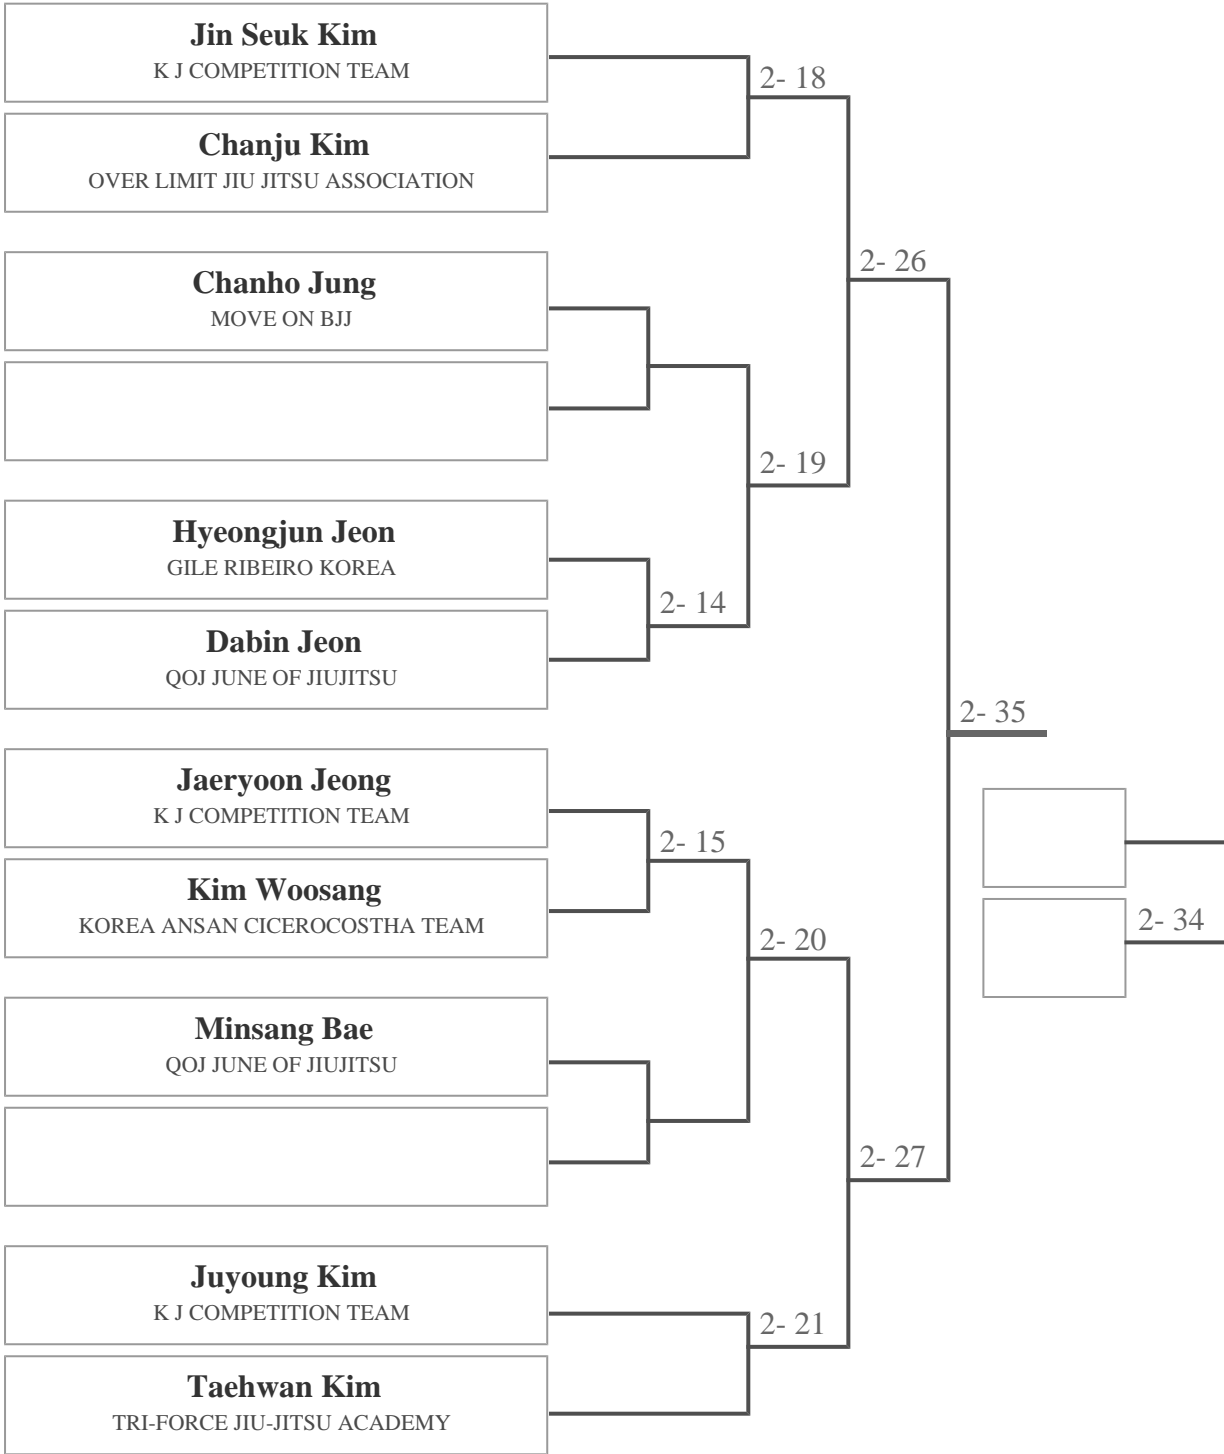 Jin Seuk Kim
K J COMPETITION TEAM
2- 18
Chanju Kim
OVER LIMIT JIU JITSU ASSOCIATION
2- 26
Chanho Jung
MOVE ON BJJ
2- 19
Hyeongjun Jeon
GILE RIBEIRO KOREA
2- 14
Dabin Jeon
QOJ JUNE OF JIUJITSU
2- 35
Jaeryoon Jeong
K J COMPETITION TEAM
2- 15
Kim Woosang
KOREA ANSAN CICEROCOSTHA TEAM
2- 34
2- 20
Minsang Bae
QOJ JUNE OF JIUJITSU
2- 27
Juyoung Kim
K J COMPETITION TEAM
2- 21
Taehwan Kim
TRI-FORCE JIU-JITSU ACADEMY